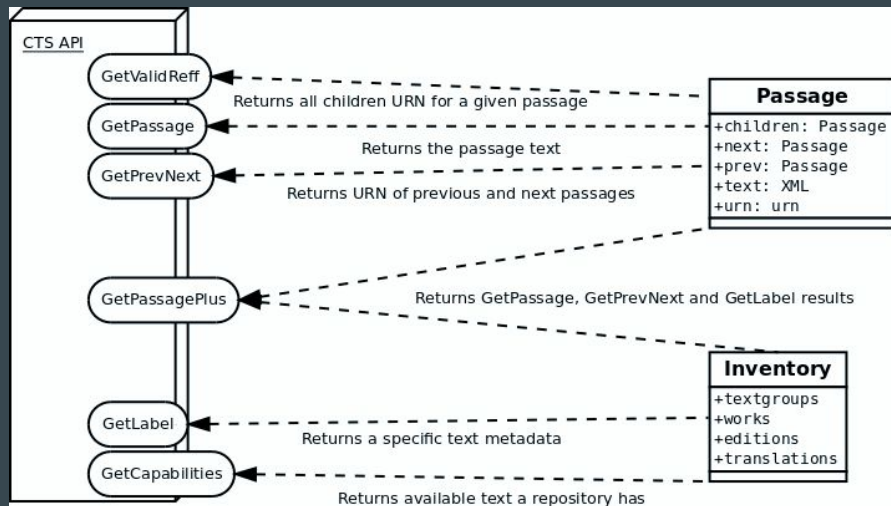 CTS API
GetValidReff
Returns all children URN for a given passage
GetPassage
Returns the passage text
GetPrevNext
Returns URN of previous and next passages
Passage
+children: Passage
+next: Passage
+prev: Passage
+text: XML
+urn: urn
GetPassagePlus
Returns GetPassage, GetPrevNext and GetLabel results
Inventory
+textgroups
+works
+editions
+translations
GetLabel
Returns a specific text metadata
GetCapabilities
Returns available text a repository has